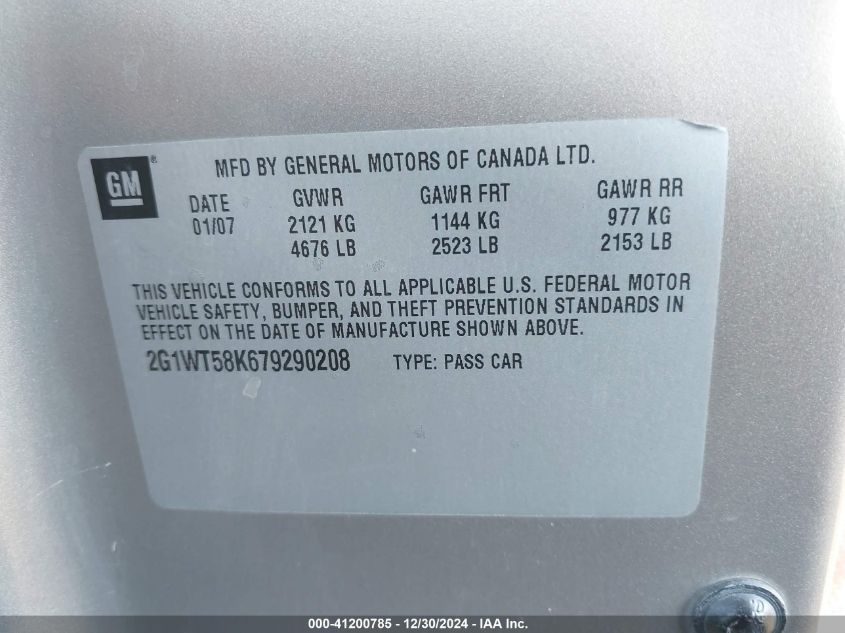 GM®
MFD BY GENERAL MOTORS OF CANADA LTD.
DATE GVWR GAWR FRT GAWR RR
01/07 2121 KG 1144 KG 977 KG
4676 LB 2523 LB 2153 LB
THIS VEHICLE CONFORMS TO ALL APPLICABLE U.S. FEDERAL MOTOR
VEHICLE SAFETY, BUMPER, AND THEFT PREVENTION STANDARDS IN
EFFECT ON THE DATE OF MANUFACTURE SHOWN ABOVE.
2G1WT58K679290208 TYPE: PASS CAR
000-41200785 - 12/30/2024 - IAA Inc.